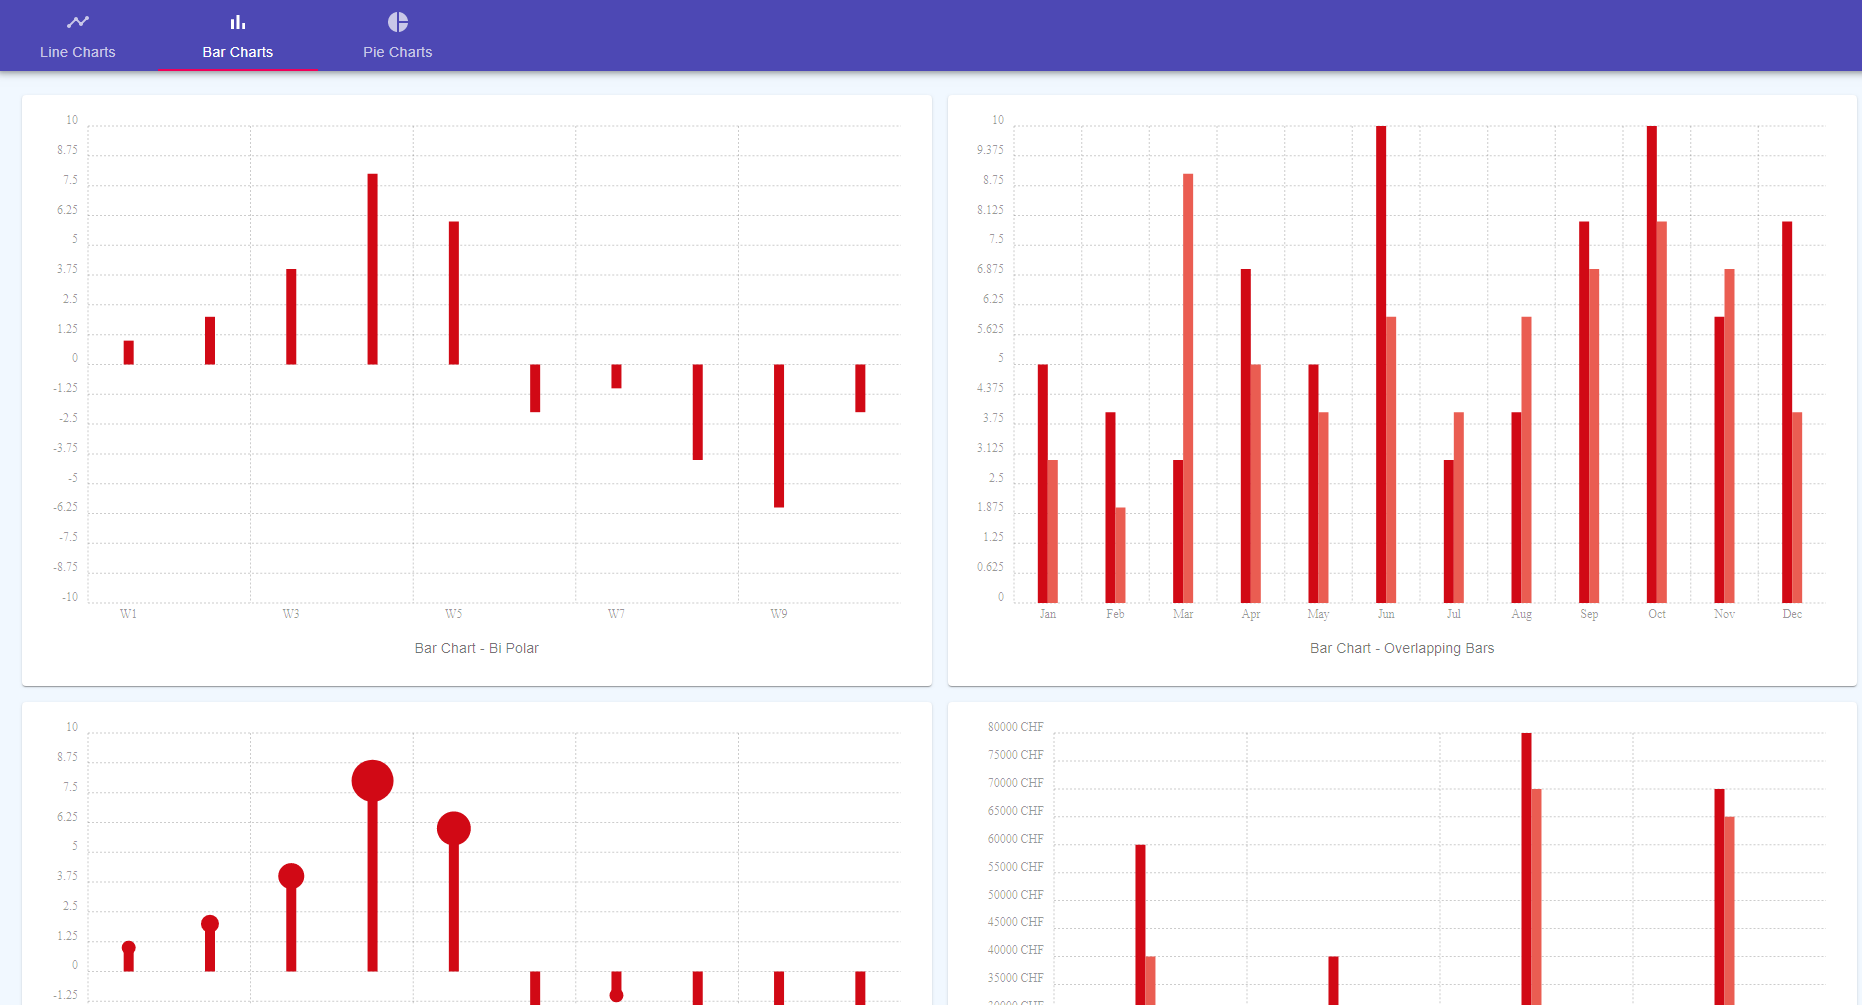 Line Charts
Bar Charts
Pie Charts
10
8.75
7.5
6.25
5
3.75
2.5
1.25
0
-1.25
-2.5
-3.75
-5
-6.25
-7.5
-8.75
-10
W1 W3 W5 W7 W9
Bar Chart - Bi Polar
10
9.375
8.75
8.125
7.5
6.875
6.25
5.625
5
4.375
3.75
3.125
2.5
1.875
1.25
0.625
0
Jan Feb Mar Apr May Jun Jul Aug Sep Oct Nov Dec
Bar Chart - Overlapping Bars
10
8.75
7.5
6.25
5
3.75
2.5
1.25
0
-1.25
80000 CHF
75000 CHF
70000 CHF
65000 CHF
60000 CHF
55000 CHF
50000 CHF
45000 CHF
40000 CHF
35000 CHF
30000 CHF